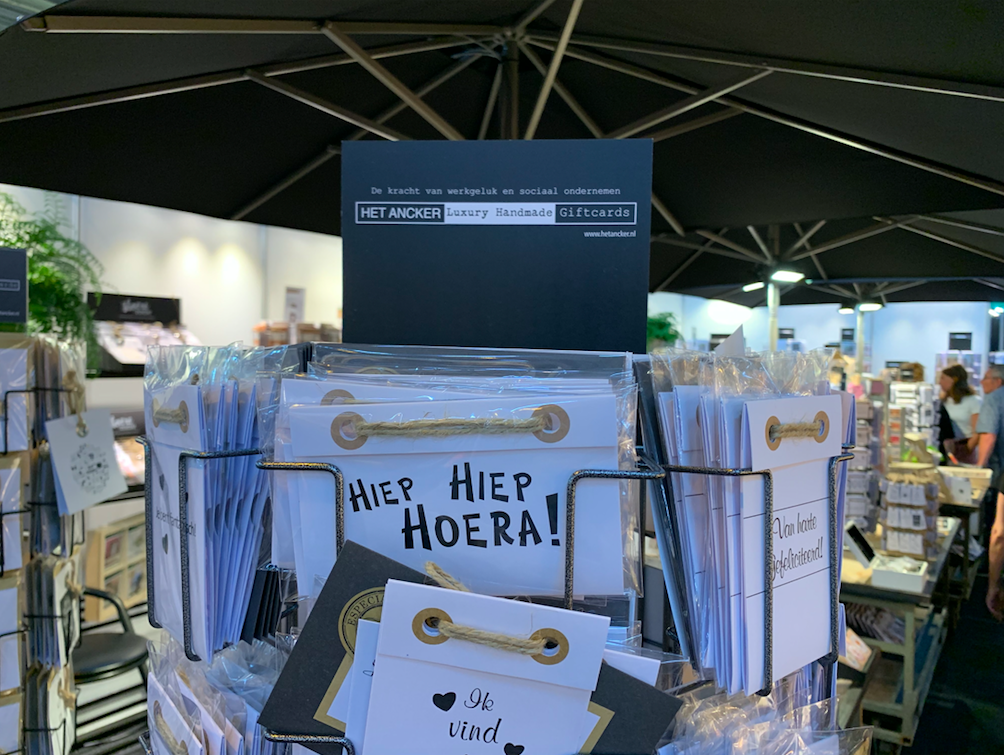 De kracht van werkgeluk en sociaal ondernemen
HET ANCKER Luxury Handmade Giftcards
www.hetancker.nl
HIEP HIEP
HOERA!
Van harte
gefeliciteerd!
ESPECI
Ik
vind